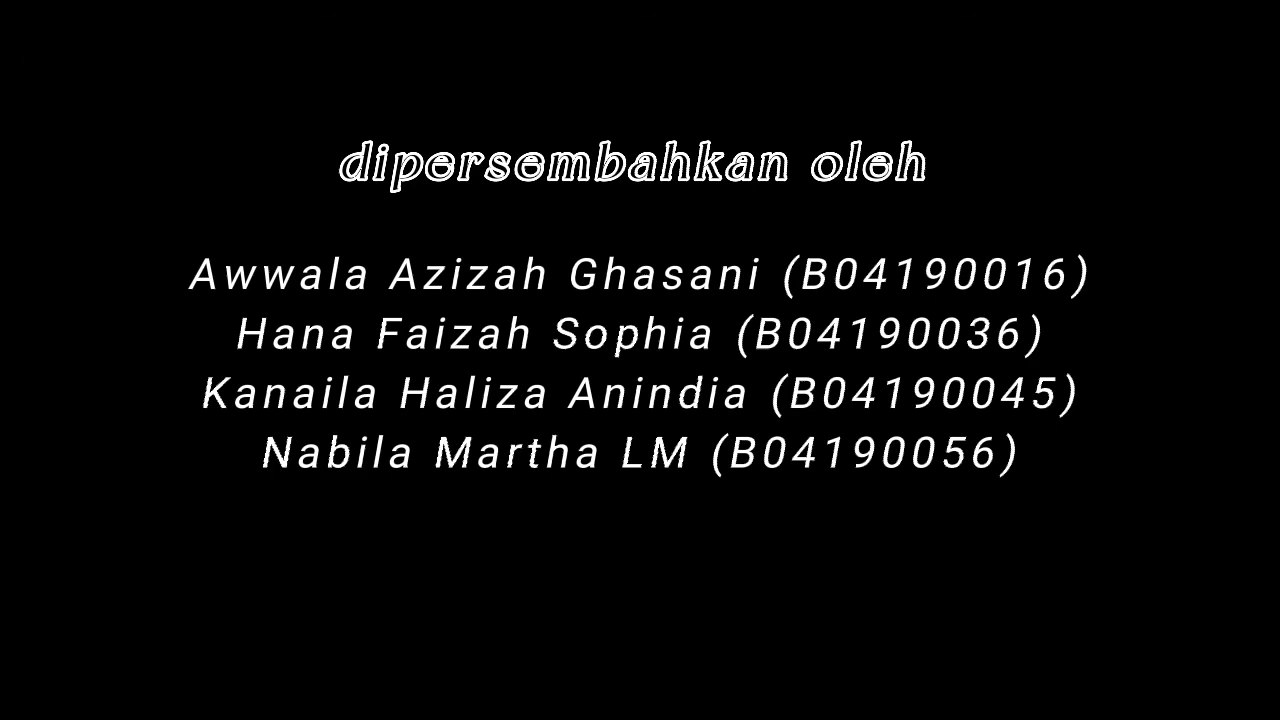 dipersembahkan oleh
Awwala Azizah Ghasani (B04190016)
Hana Faizah Sophia (B04190036)
Kanaila Haliza Anindia (B04190045)
Nabila Martha LM (B04190056)